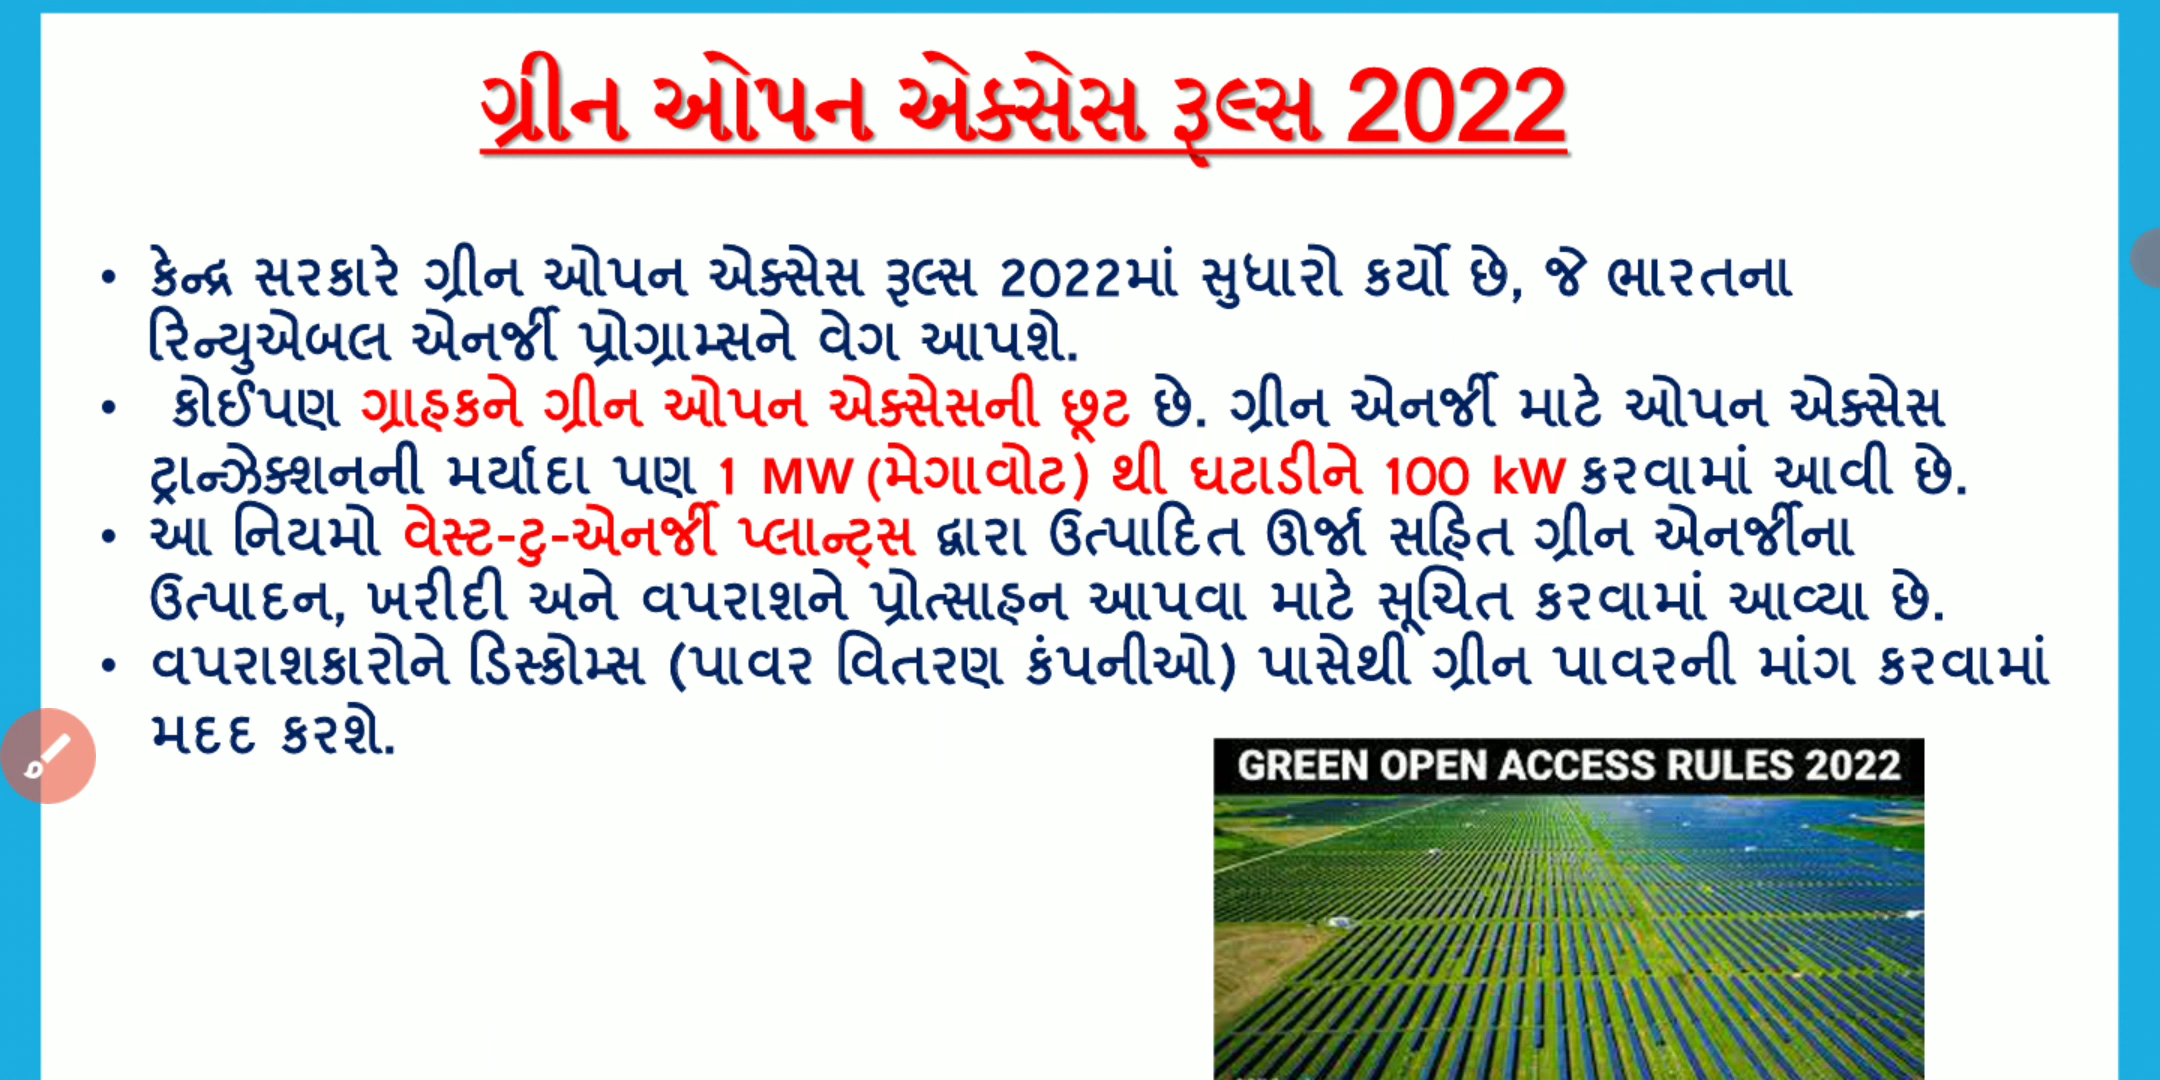 ગ્રીન ઓપન એક્સેસ રૂલ્સ 2022
• કેન્દ્ર સરકારે ગ્રીન ઓપન એક્સેસ રૂલ્સ 2022માં સુધારો કર્યો છે, જે ભારતના
રિન્યુએબલ એનર્જી પ્રોગ્રામ્સને વેગ આપશે.
• કોઈપણ ગ્રાહકને ગ્રીન ઓપન એક્સેસની છૂટ છે. ગ્રીન એનર્જી માટે ઓપન એક્સેસ
ટ્રાન્ઝેક્શનની મર્યાદા પણ 1 MW (મેગાવોટ) થી ઘટાડીને 100 kW કરવામાં આવી છે.
• આ નિયમો વેસ્ટ-ટુ-એનર્જી પ્લાન્ટ્સ દ્વારા ઉત્પાદિત ઊર્જા સહિત ગ્રીન એનર્જીના
ઉત્પાદન, ખરીદી અને વપરાશને પ્રોત્સાહન આપવા માટે સૂચિત કરવામાં આવ્યા છે.
• વપરાશકારોને ડિસ્કોમ્સ (પાવર વિતરણ કંપનીઓ) પાસેથી ગ્રીન પાવરની માંગ કરવામાં
મદદ કરશે.
GREEN OPEN ACCESS RULES 2022